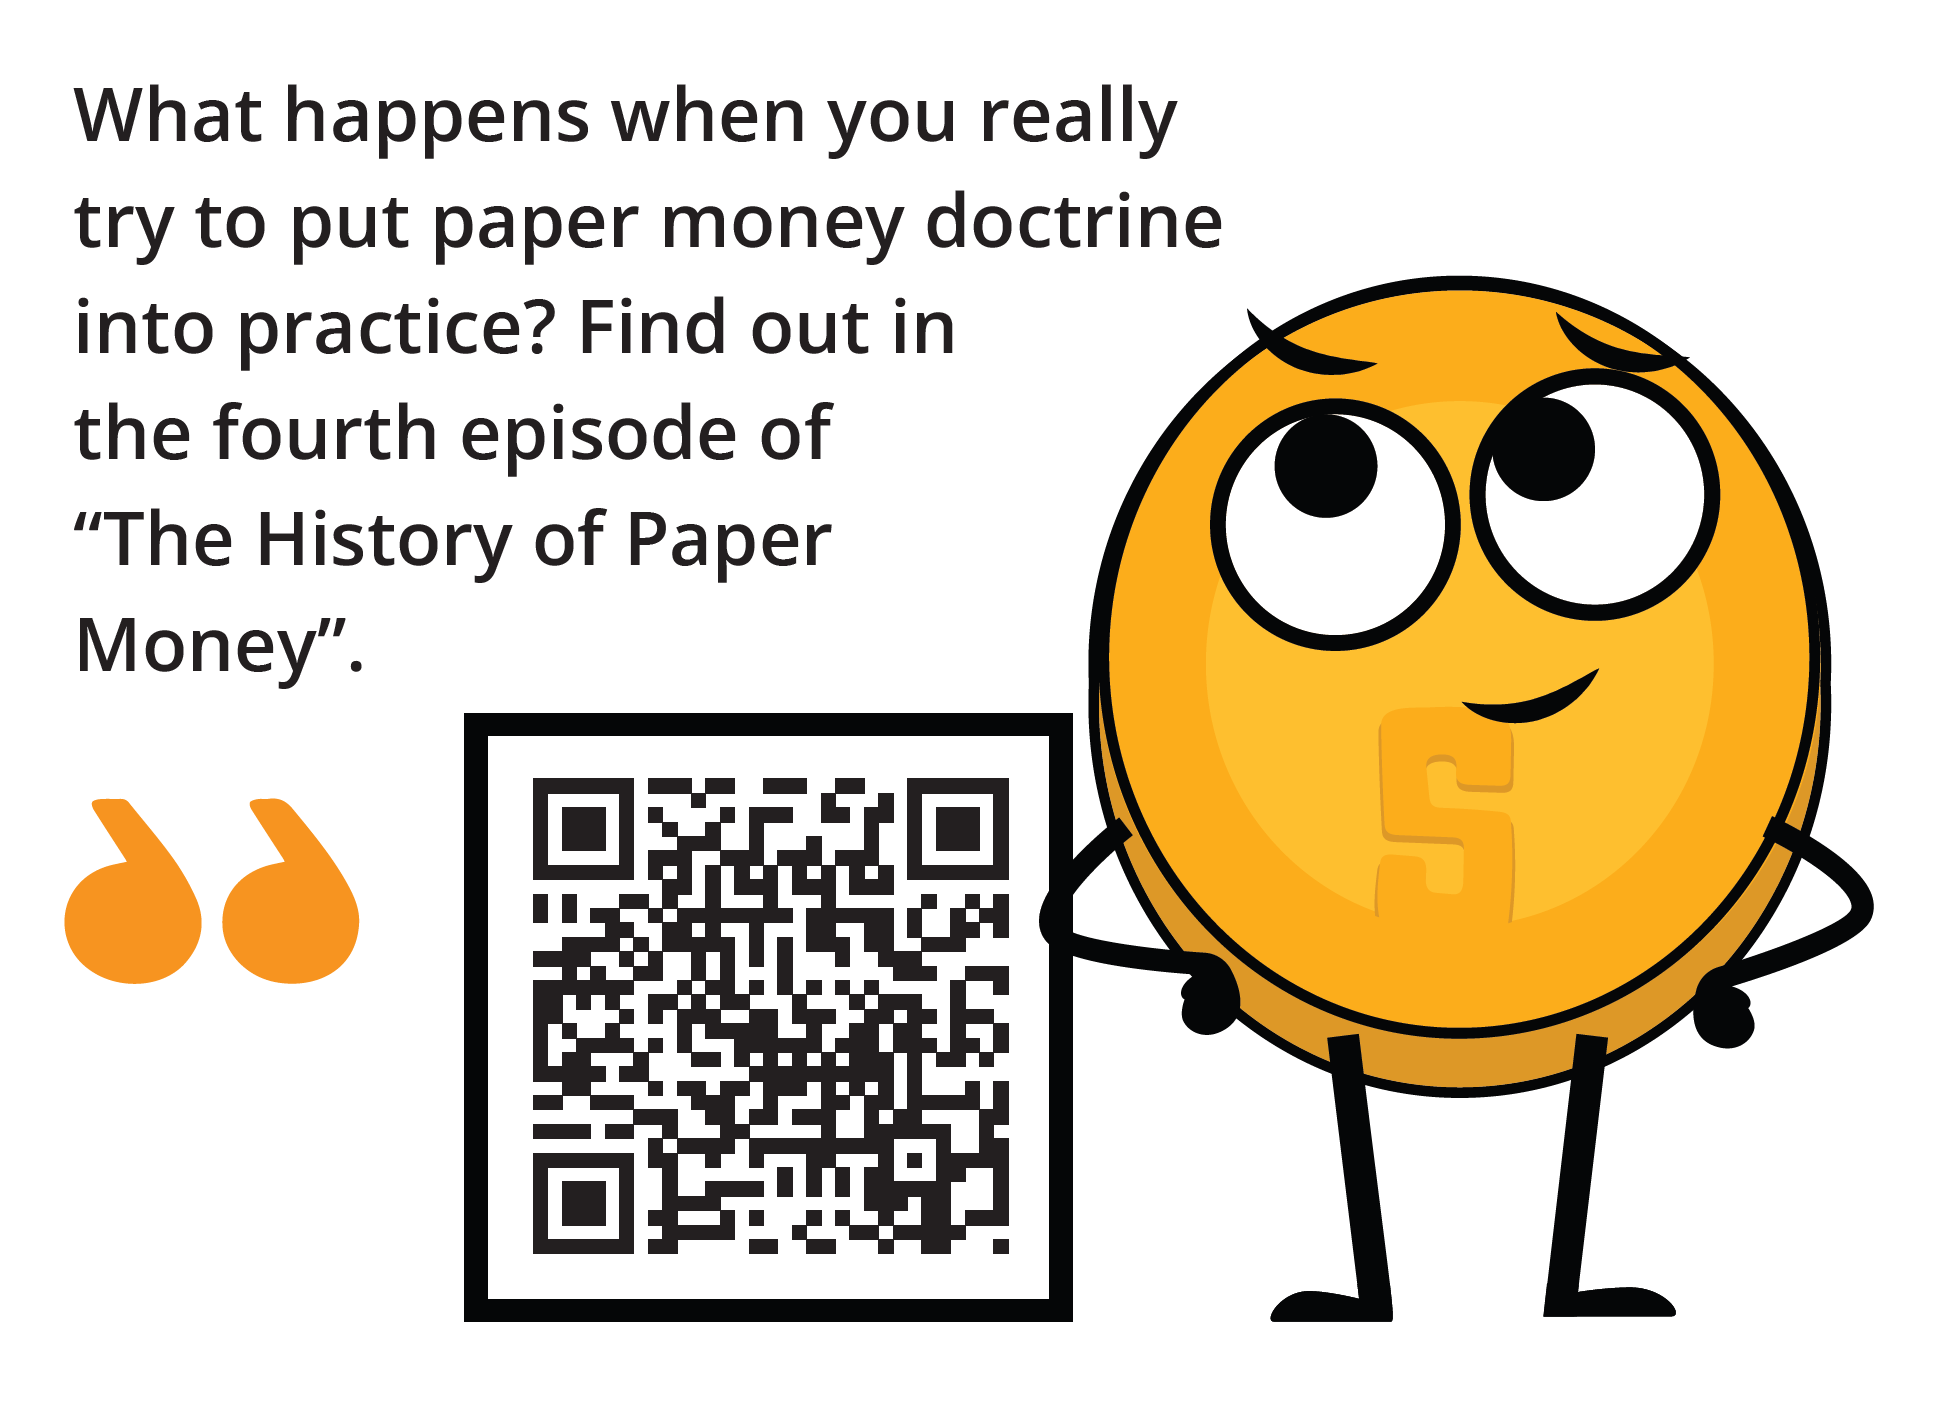 What happens when you really
try to put paper money doctrine
into practice? Find out in
the fourth episode of
“The History of Paper
Money”.
S